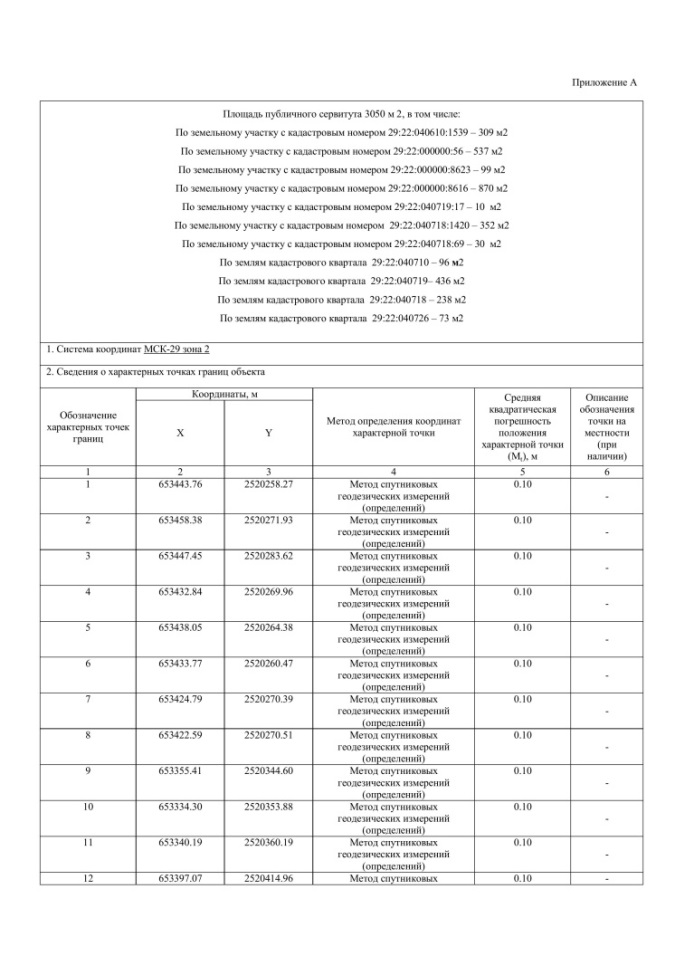 Приложение А
Площадь публичного сервитута 3050 м 2, в том числе:
По земельному участку с кадастровым номером 29:22:040610:1539 – 309 м2
По земельному участку с кадастровым номером 29:22:000000:56 – 537 м2
По земельному участку с кадастровым номером 29:22:000000:8623 – 99 м2
По земельному участку с кадастровым номером 29:22:000000:8616 – 870 м2
По земельному участку с кадастровым номером 29:22:040719:17 – 10 м2
По земельному участку с кадастровым номером 29:22:040718:1420 – 352 м2
По земельному участку с кадастровым номером 29:22:040718:69 – 30 м2
По землям кадастрового квартала 29:22:040710 – 96 м2
По землям кадастрового квартала 29:22:040719– 436 м2
По землям кадастрового квартала 29:22:040718 – 238 м2
По землям кадастрового квартала 29:22:040726 – 73 м2
1. Система координат МСК-29 зона 2
2. Сведения о характерных точках границ объекта
Обозначение
характерных точек
границ
Координаты, м
X
Y
Метод определения координат
характерной точки
Средняя
квадратическая
погрешность
положения
характерной точки
(Mt), м
Описание
обозначения
точки на
местности
(при
наличии)
1 2 3 4 5 6
1 653443.76 2520258.27 Метод спутниковых 0.10
геодезических измерений
(определений)
-
2 653458.38 2520271.93 Метод спутниковых 0.10
геодезических измерений
(определений)
-
3 653447.45 2520283.62 Метод спутниковых 0.10
геодезических измерений
(определений)
-
4 653432.84 2520269.96 Метод спутниковых 0.10
геодезических измерений
(определений)
-
5 653438.05 2520264.38 Метод спутниковых 0.10
геодезических измерений
(определений)
-
6 653433.77 2520260.47 Метод спутниковых 0.10
геодезических измерений
(определений)
-
7 653424.79 2520270.39 Метод спутниковых 0.10
геодезических измерений
(определений)
-
8 653422.59 2520270.51 Метод спутниковых 0.10
геодезических измерений
(определений)
-
9 653355.41 2520344.60 Метод спутниковых 0.10
геодезических измерений
(определений)
-
10 653334.30 2520353.88 Метод спутниковых 0.10
геодезических измерений
(определений)
-
11 653340.19 2520360.19 Метод спутниковых 0.10
геодезических измерений
(определений)
-
12 653397.07 2520414.96 Метод спутниковых 0.10 -